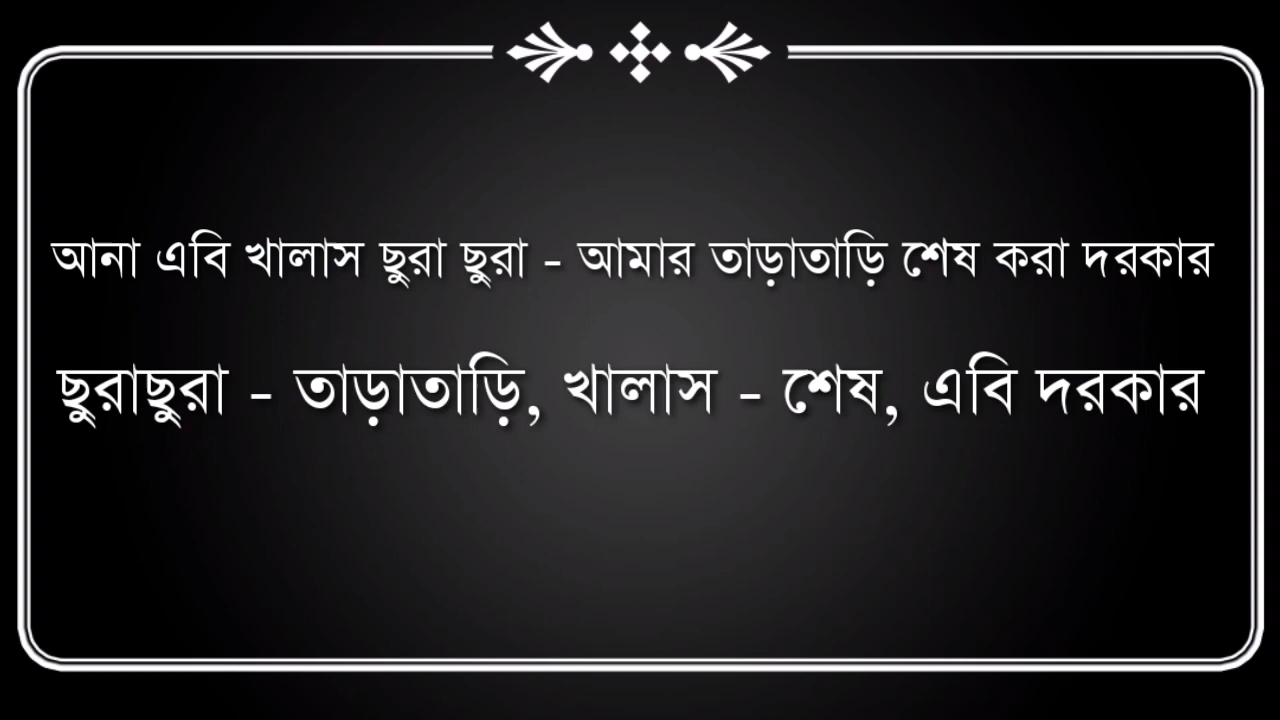 আনা এবি খালাস ছুরা ছুরা - আমার তাড়াতাড়ি শেষ করা দরকার
ছুরাছুরা - তাড়াতাড়ি, খালাস - শেষ, এবি দরকার